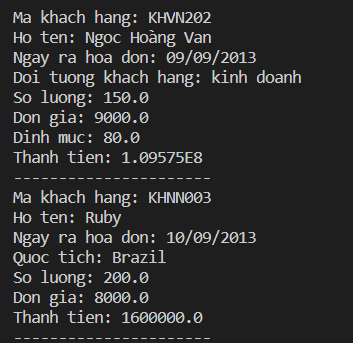 Ma khach hang: KHVN202
Ho ten: Ngoc Hoàng Van
Ngay ra hoa don: 09/09/2013
Doi tuong khach hang: kinh doanh
So luong: 150.0
Don gia: 9000.0
Dinh muc: 80.0
Thanh tien: 1.09575E8
----------------------
Ma khach hang: KHNN003
Ho ten: Ruby
Ngay ra hoa don: 10/09/2013
Quoc tich: Brazil
So luong: 200.0
Don gia: 8000.0
Thanh tien: 1600000.0
----------------------